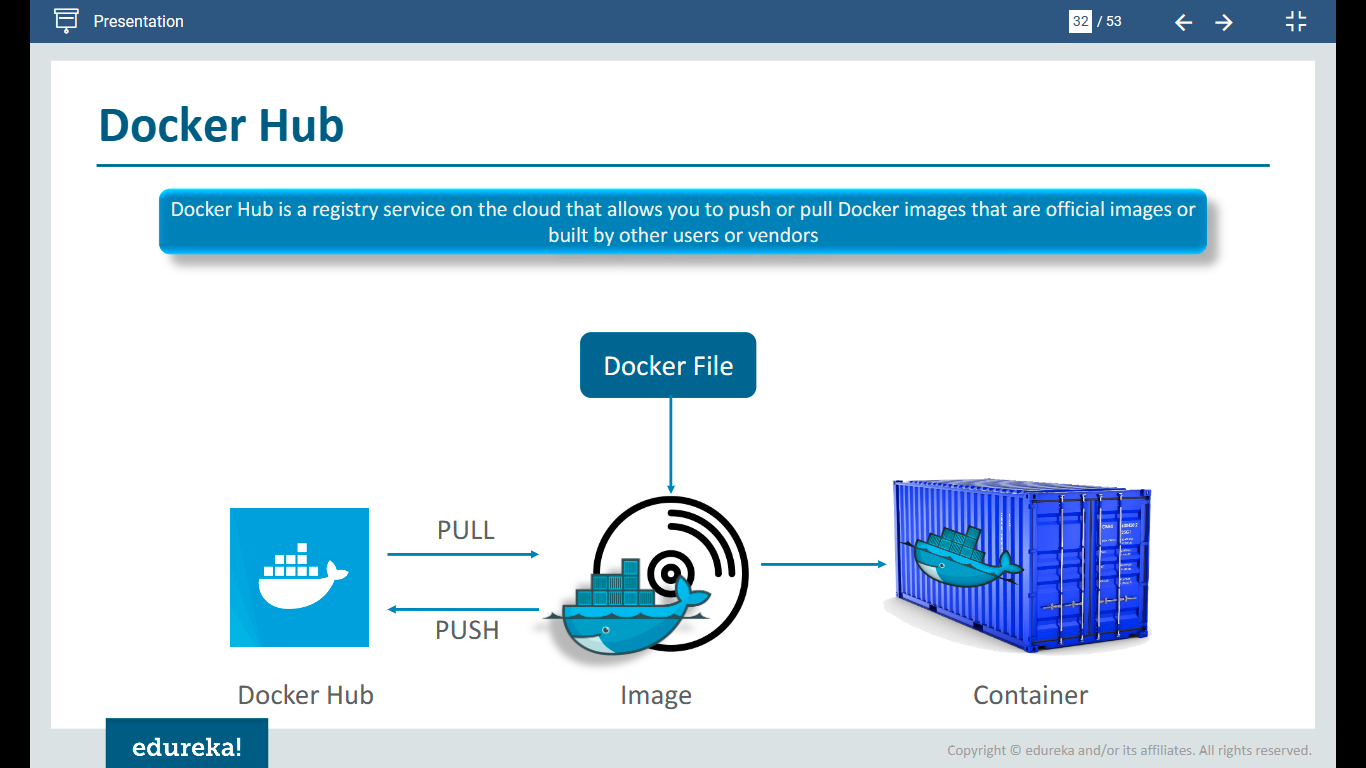 Presentation
32 / 53
Docker Hub
Docker Hub is a registry service on the cloud that allows you to push or pull Docker images that are official images or
built by other users or vendors
Docker File
PULL
PUSH
Docker Hub
Image
Container
edureka!
Copyright © edureka and/or its affiliates. All rights reserved.